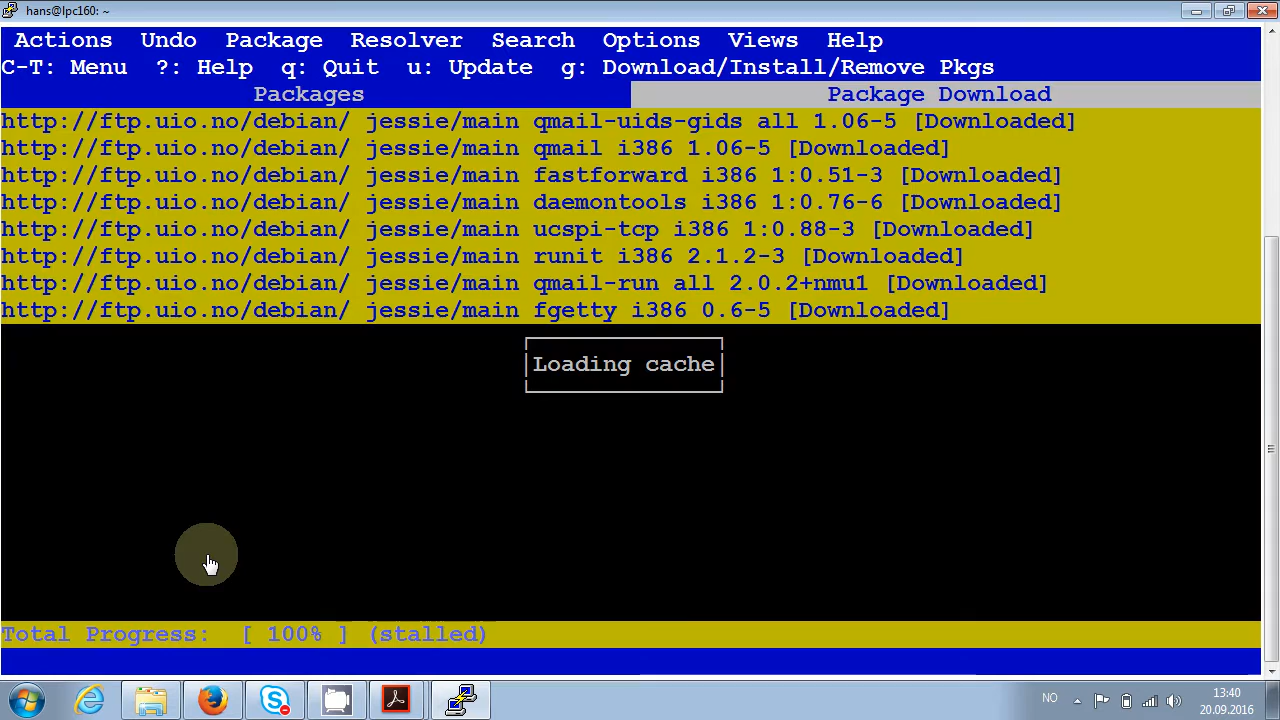 hans@lpc160: ~
Actions Undo Package Resolver Search Options Views Help
C-T: Menu ?: Help q: Quit u: Update g: Download/Install/Remove Pkgs
Packages Package Download
http://ftp.uio.no/debian/ jessie/main qmail-uids-gids all 1.06-5 [Downloaded]
http://ftp.uio.no/debian/ jessie/main qmail i386 1.06-5 [Downloaded]
http://ftp.uio.no/debian/ jessie/main fastforward i386 1:0.51-3 [Downloaded]
http://ftp.uio.no/debian/ jessie/main daemontools i386 1:0.76-6 [Downloaded]
http://ftp.uio.no/debian/ jessie/main ucspi-tcp i386 1:0.88-3 [Downloaded]
http://ftp.uio.no/debian/ jessie/main runit i386 2.1.2-3 [Downloaded]
http://ftp.uio.no/debian/ jessie/main qmail-run all 2.0.2+nmu1 [Downloaded]
http://ftp.uio.no/debian/ jessie/main fgetty i386 0.6-5 [Downloaded]
Loading cache
Total Progress: [ 100% ] (stalled)
NO
13:40
20.09.2016